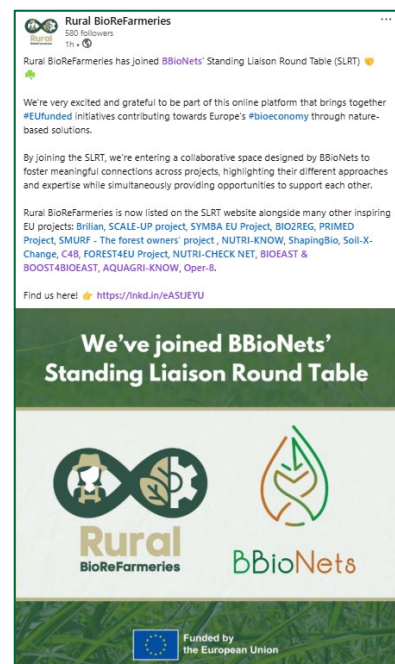 Rural BioReFarmeries
580 followers
1h •
Rural BioReFarmeries has joined BBioNets' Standing Liaison Round Table (SLRT) 🤝
☘️
We're very excited and grateful to be part of this online platform that brings together
#EUfunded initiatives contributing towards Europe's #bioeconomy through nature-
based solutions.
By joining the SLRT, we're entering a collaborative space designed by BBioNets to
foster meaningful connections across projects, highlighting their different approaches
and expertise while simultaneously providing opportunities to support each other.
Rural BioReFarmeries is now listed on the SLRT website alongside many other inspiring
EU projects: Brilian, SCALE-UP project, SYMBA EU Project, BIO2REG, PRIMED
Project, SMURF - The forest owners' project , NUTRI-KNOW, ShapingBio, Soil-X-
Change, C4B, FOREST4EU Project, NUTRI-CHECK NET, BIOEAST &
BOOST4BIOEAST, AQUAGRI-KNOW, Oper-8.
Find us here! 👉 https://lnkd.in/eAStJEYU
We've joined BBioNets'
Standing Liaison Round Table
Rural
BioReFarmeries
BBioNets
Funded by
the European Union